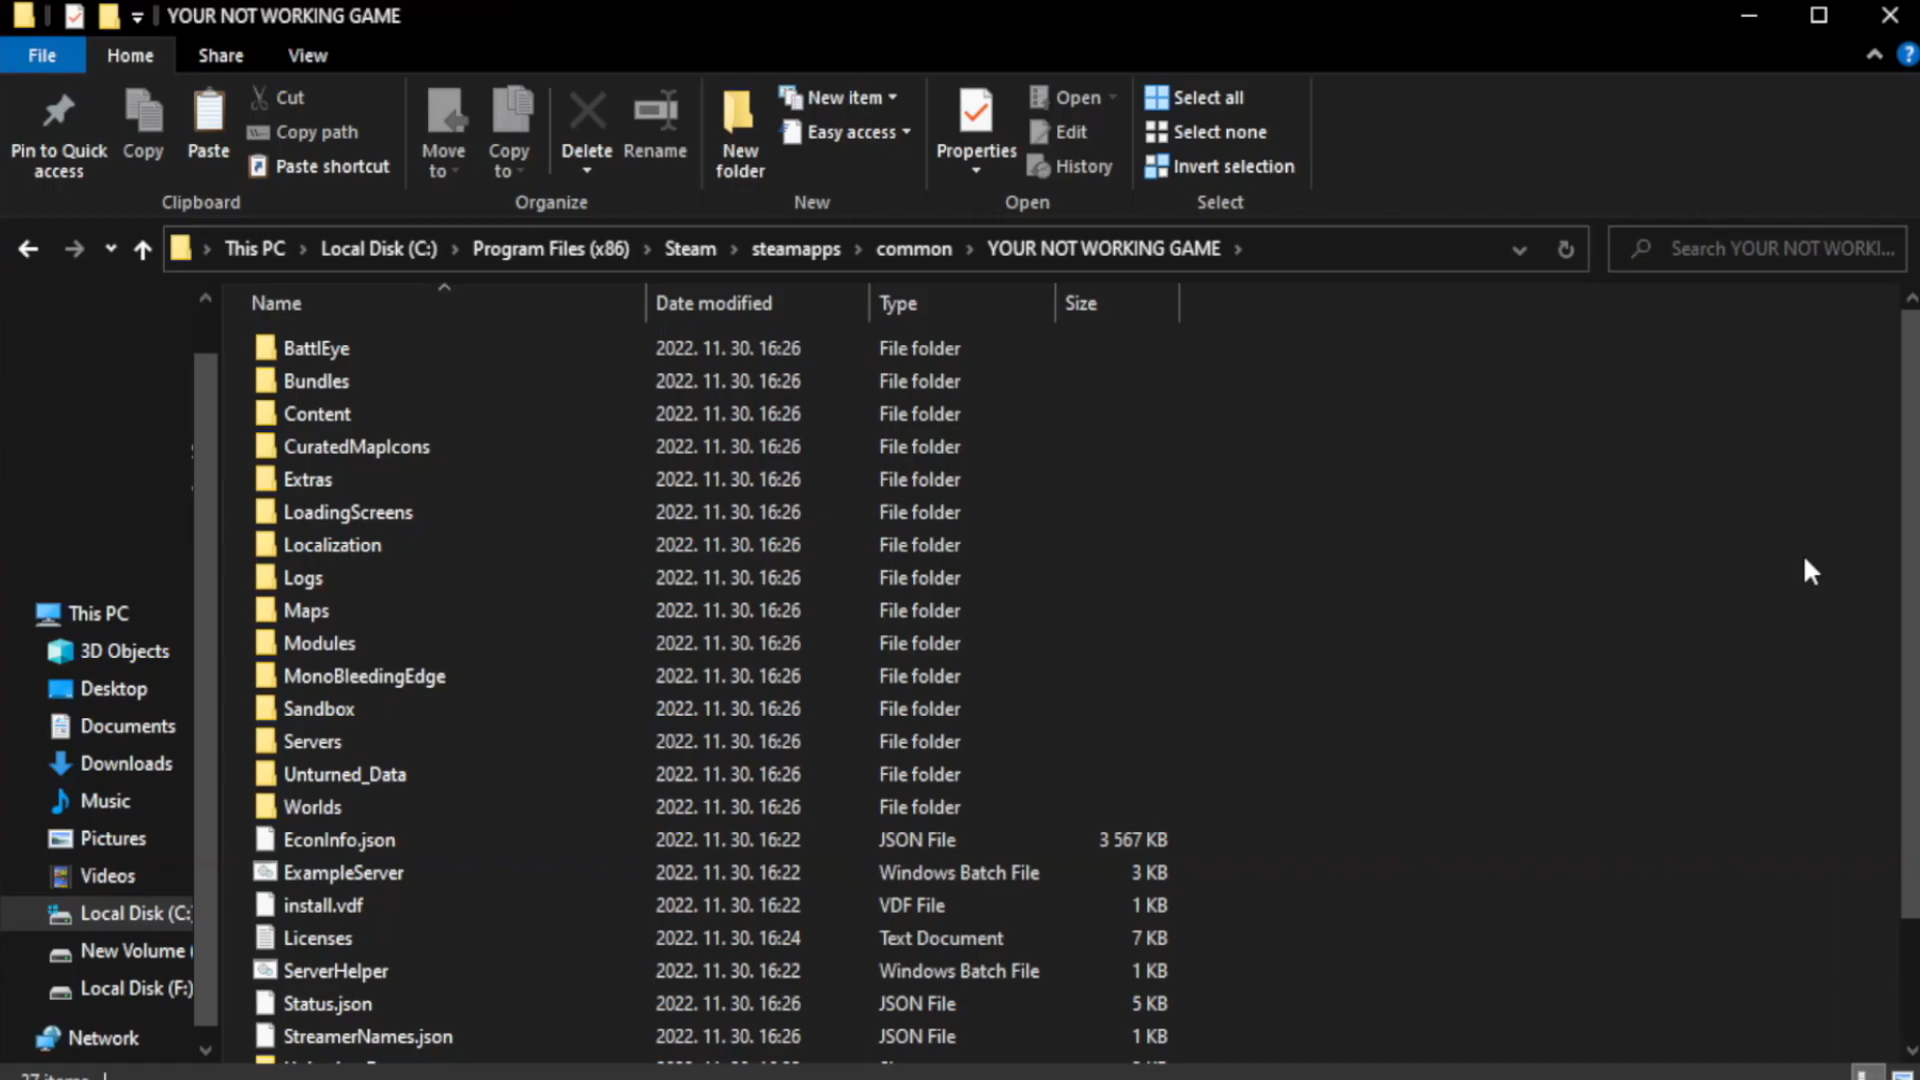 YOUR NOT WORKING GAME
File Home Share View
Pin to Quick access
Copy
Paste
Cut
Copy path
Paste shortcut
Clipboard
Move to
Copy to
Delete
Rename
Organize
New folder
New item
Easy access
New
Properties
Open
Edit
History
Open
Select all
Select none
Invert selection
Select
This PC Local Disk (C:) Program Files (x86) Steam steamapps common YOUR NOT WORKING GAME
Search YOUR NOT WORKI...
Name Date modified Type Size
BattlEye 2022. 11. 30. 16:26 File folder
Bundles 2022. 11. 30. 16:26 File folder
Content 2022. 11. 30. 16:26 File folder
CuratedMapIcons 2022. 11. 30. 16:26 File folder
Extras 2022. 11. 30. 16:26 File folder
LoadingScreens 2022. 11. 30. 16:26 File folder
Localization 2022. 11. 30. 16:26 File folder
Logs 2022. 11. 30. 16:26 File folder
Maps 2022. 11. 30. 16:26 File folder
Modules 2022. 11. 30. 16:26 File folder
MonoBleedingEdge 2022. 11. 30. 16:26 File folder
Sandbox 2022. 11. 30. 16:26 File folder
Servers 2022. 11. 30. 16:26 File folder
Unturned_Data 2022. 11. 30. 16:26 File folder
Worlds 2022. 11. 30. 16:26 File folder
EconInfo.json 2022. 11. 30. 16:22 JSON File 3 567 KB
ExampleServer 2022. 11. 30. 16:22 Windows Batch File 3 KB
install.vdf 2022. 11. 30. 16:22 VDF File 1 KB
Licenses 2022. 11. 30. 16:24 Text Document 7 KB
ServerHelper 2022. 11. 30. 16:22 Windows Batch File 1 KB
Status.json 2022. 11. 30. 16:26 JSON File 5 KB
StreamerNames.json 2022. 11. 30. 16:26 JSON File 1 KB
This PC
3D Objects
Desktop
Documents
Downloads
Music
Pictures
Videos
Local Disk (C:
New Volume (
Local Disk (F:)
Network